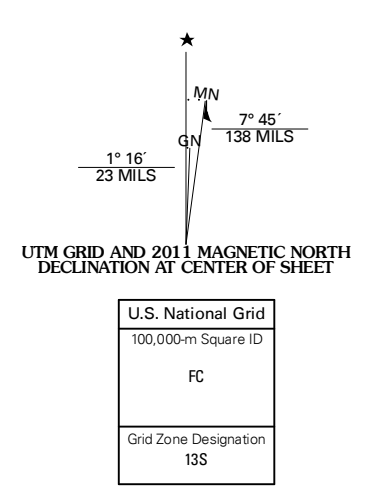 ★
MN
7° 45´
138 MILS
GN
1° 16´
23 MILS
UTM GRID AND 2011 MAGNETIC NORTH
DECLINATION AT CENTER OF SHEET
U.S. National Grid
100,000-m Square ID
FC
Grid Zone Designation
13S